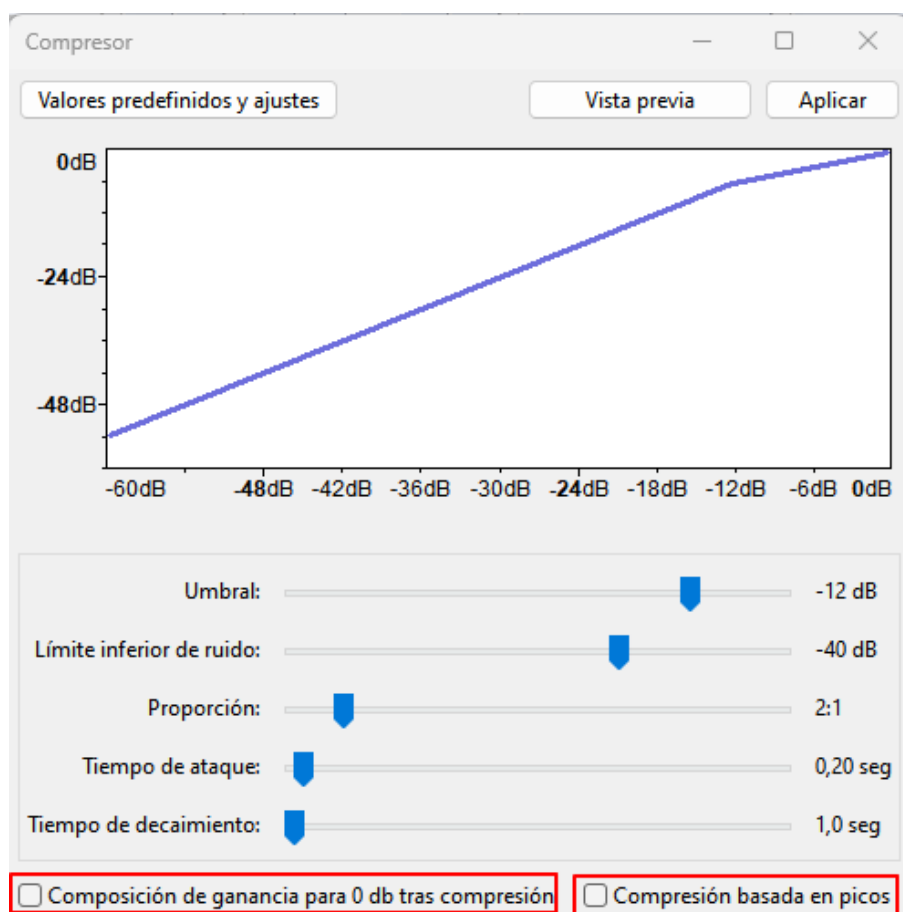 Compresor
Valores predefinidos y ajustes Vista previa Aplicar
0dB
-24dB
-48dB
-60dB -48dB -42dB -36dB -30dB -24dB -18dB -12dB -6dB 0dB
Umbral: -12 dB
Límite inferior de ruido: -40 dB
Proporción: 2:1
Tiempo de ataque: 0,20 seg
Tiempo de decaimiento: 1,0 seg
Composición de ganancia para 0 db tras compresión Compresión basada en picos